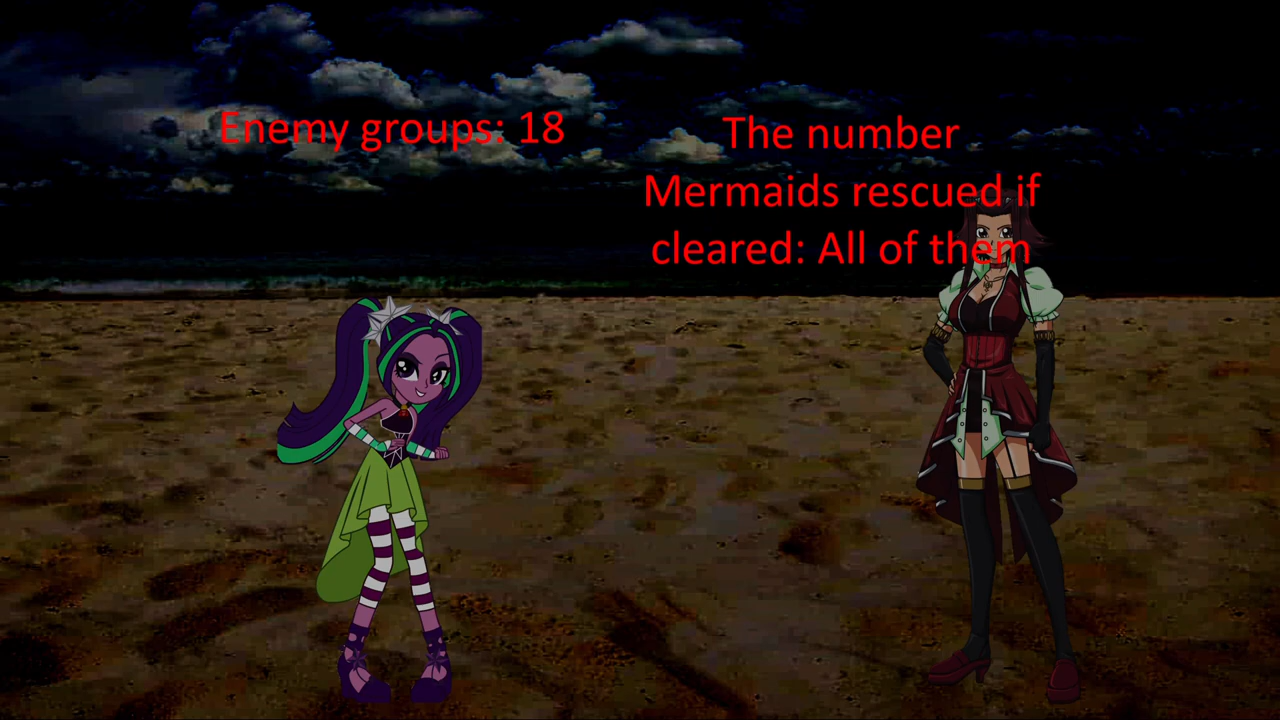 Enemy groups: 18
The number
Mermaids rescued if
cleared: All of them